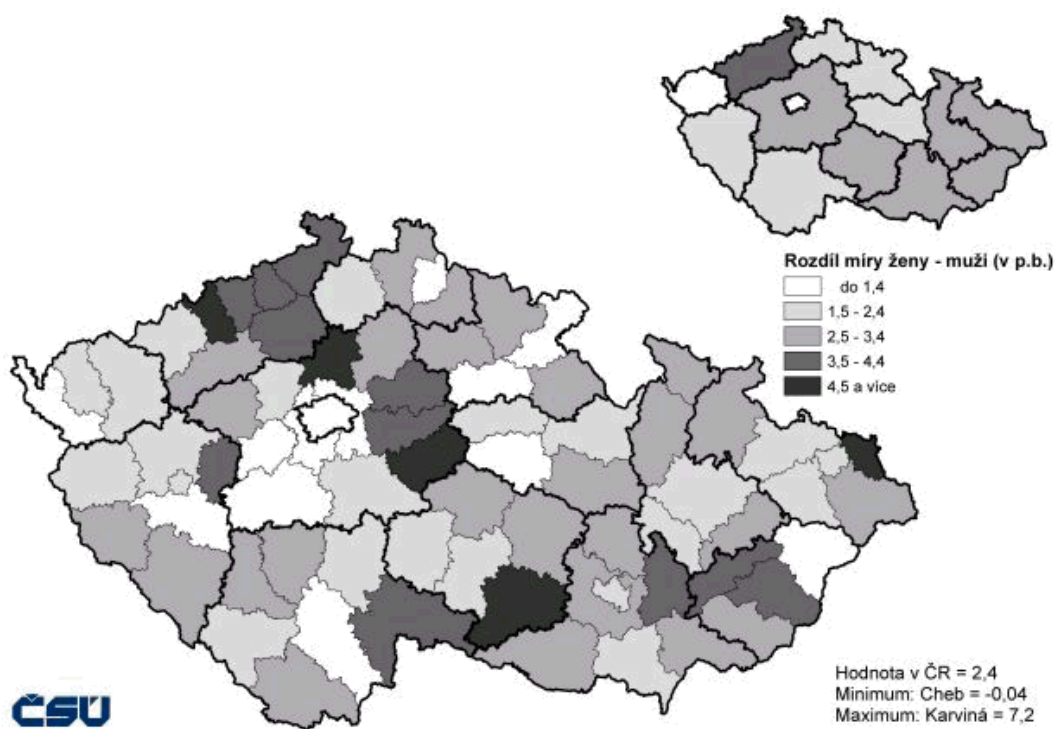 Rozdíl míry ženy - muži (v p.b.)
do 1,4
1,5 - 2,4
2,5 - 3,4
3,5 - 4,4
4,5 a více
Hodnota v ČR = 2,4
Minimum: Cheb = -0,04
Maximum: Karviná = 7,2
ČSÚ